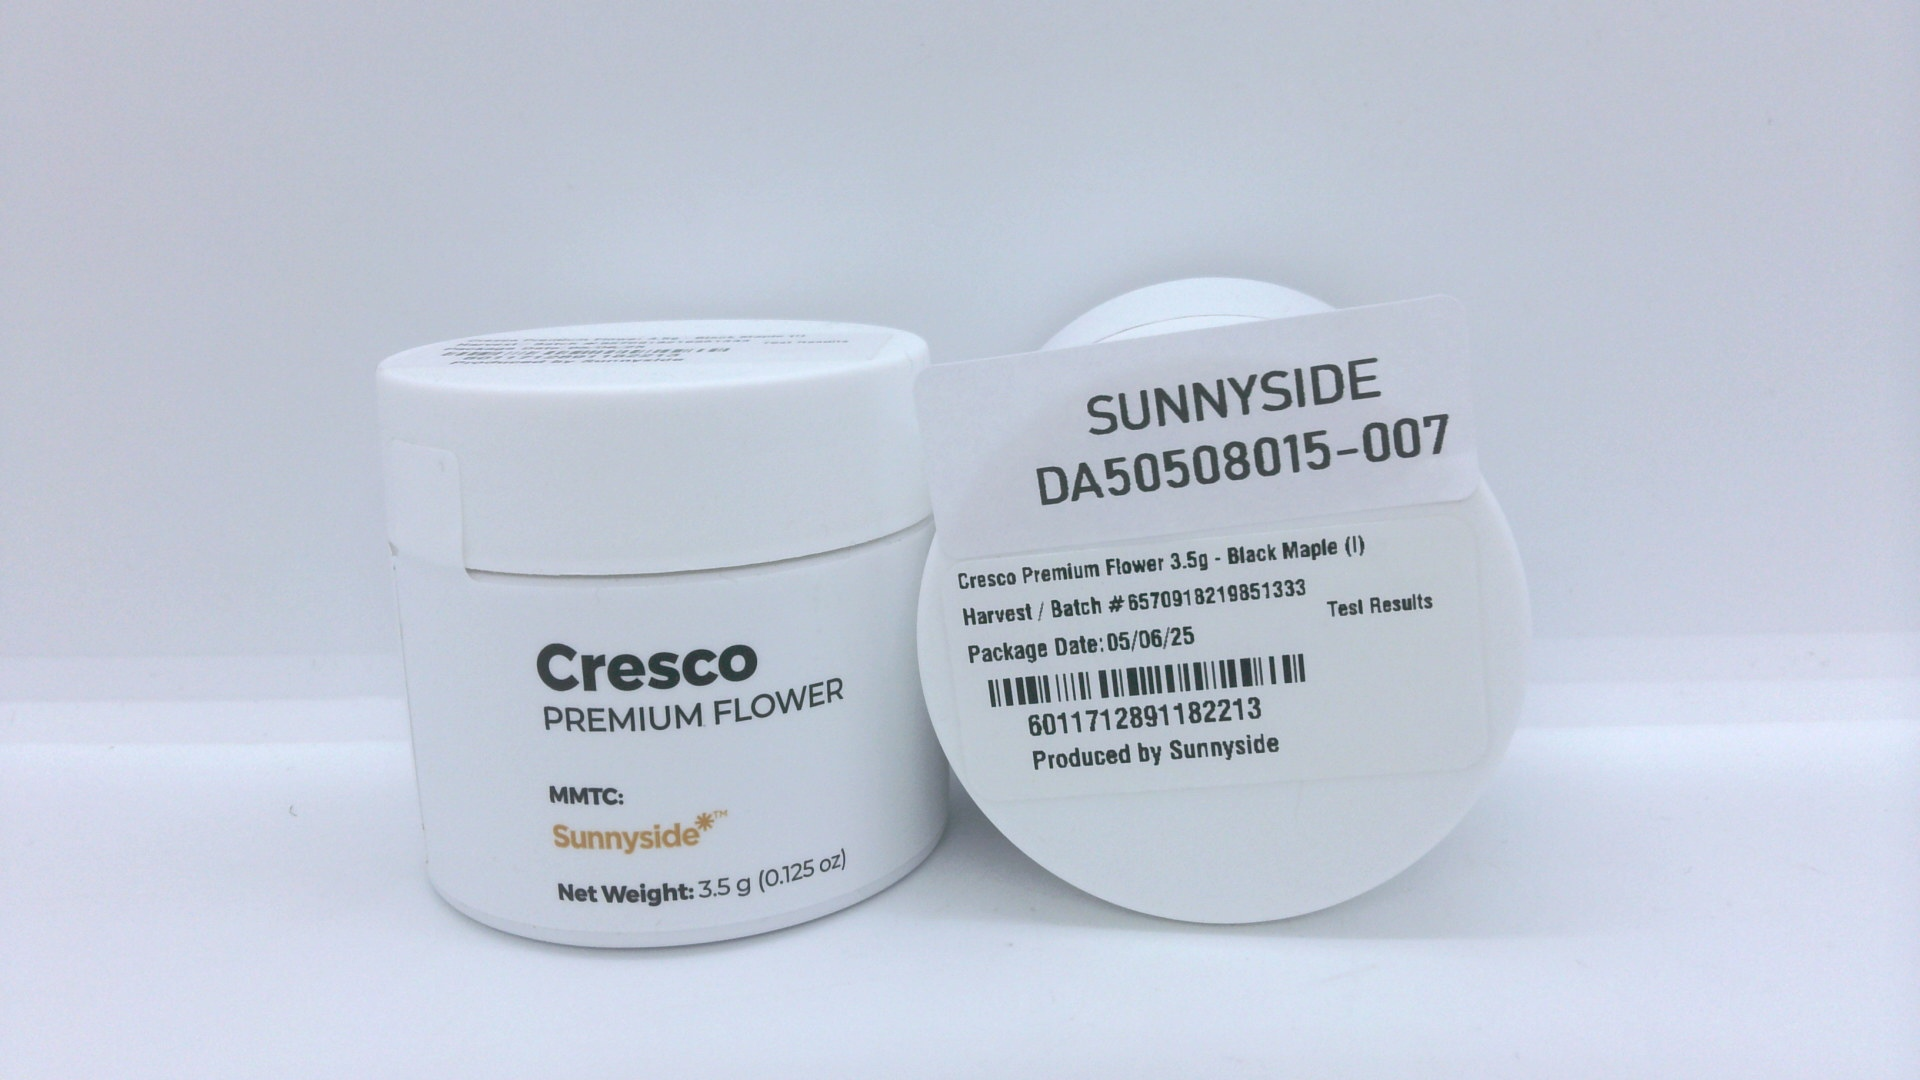 Cresco
PREMIUM FLOWER
MMTC:
Sunnyside*™
Net Weight: 3.5 g (0.125 oz)
SUNNYSIDE
DA50508015-007
Cresco Premium Flower 3.5g - Black Maple (I)
Harvest / Batch #6570918219851333
Test Results
Package Date: 05/06/25
6011712891182213
Produced by Sunnyside